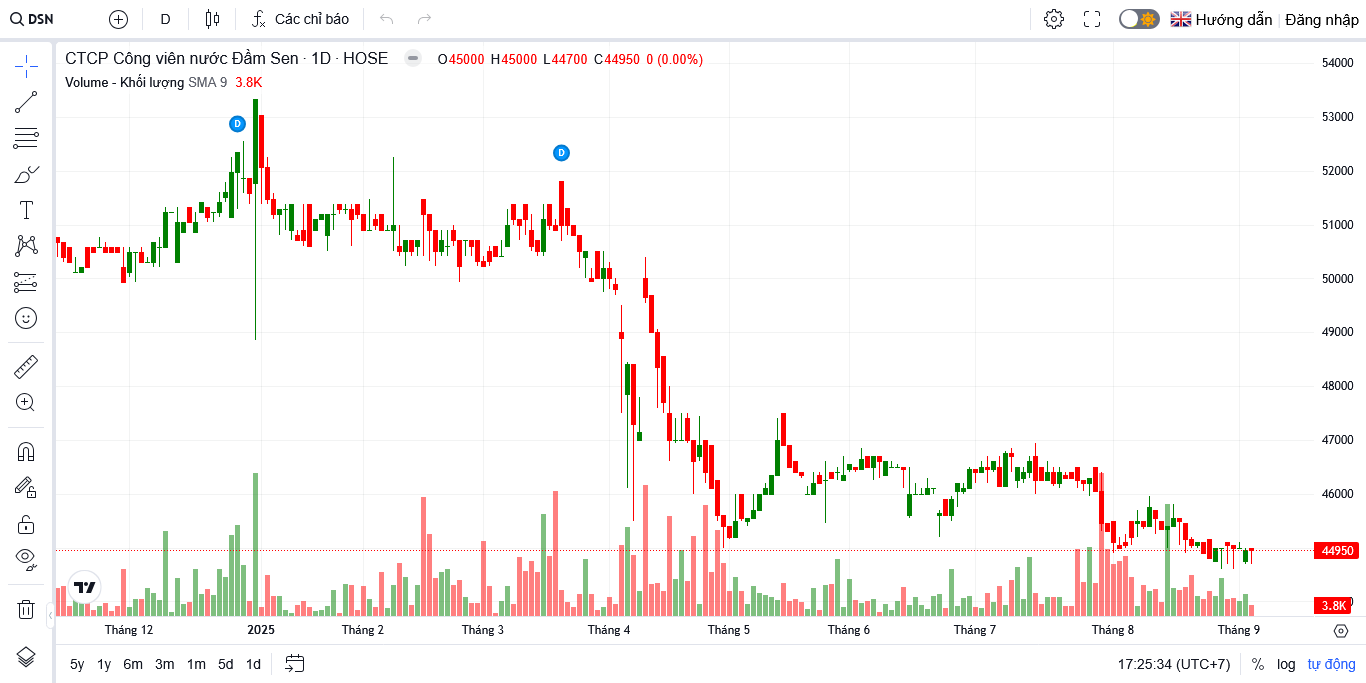 DSN D Các chỉ báo Hướng dẫn Đăng nhập
CTCP Công viên nước Đầm Sen · 1D · HOSE O45000 H45000 L44700 C44950 0 (0.00%)
Volume - Khối lượng SMA 9 3.8K
D
D
54000
53000
52000
51000
50000
49000
48000
47000
46000
44950
3.8K
Tháng 12 2025 Tháng 2 Tháng 3 Tháng 4 Tháng 5 Tháng 6 Tháng 7 Tháng 8 Tháng 9
5y 1y 6m 3m 1m 5d 1d 17:25:34 (UTC+7) % log tự động